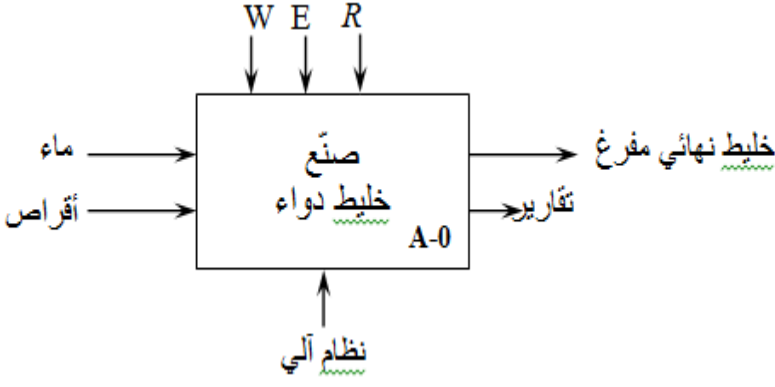 W E R
ماء
أقراص
صنّع
خليط دواء
A-0
خليط نهائي مفرغ
تقارير
نظام آلي